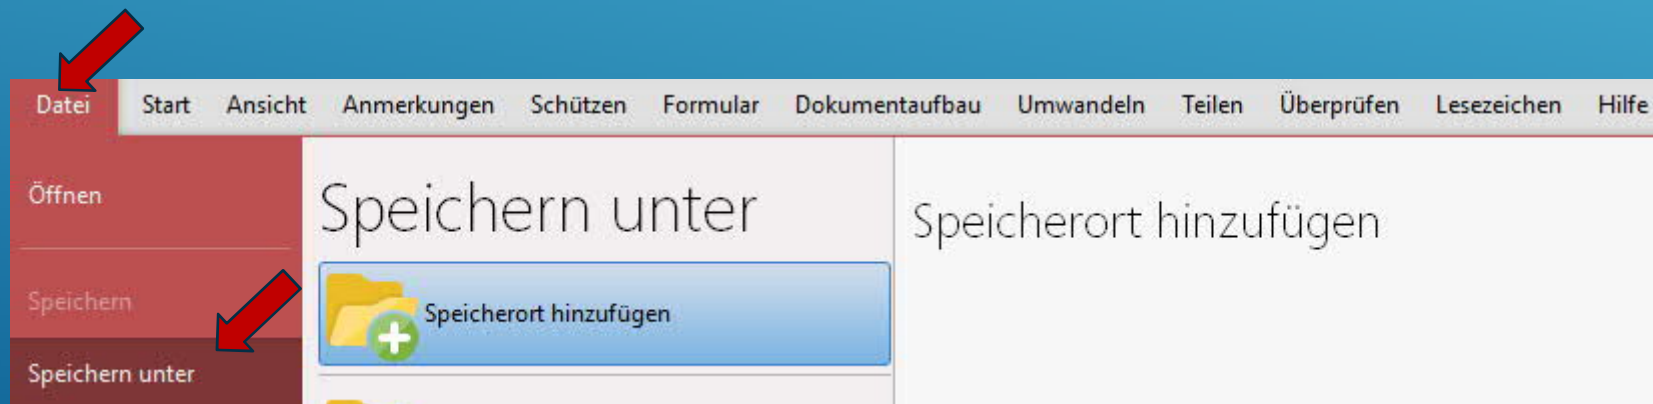 Datei Start Ansicht Anmerkungen Schützen Formular Dokumentaufbau Umwandeln Teilen Überprüfen Lesezeichen Hilfe
Öffnen
Speichern
Speichern unter
Speichern unter
Speicherort hinzufügen
Speicherort hinzufügen